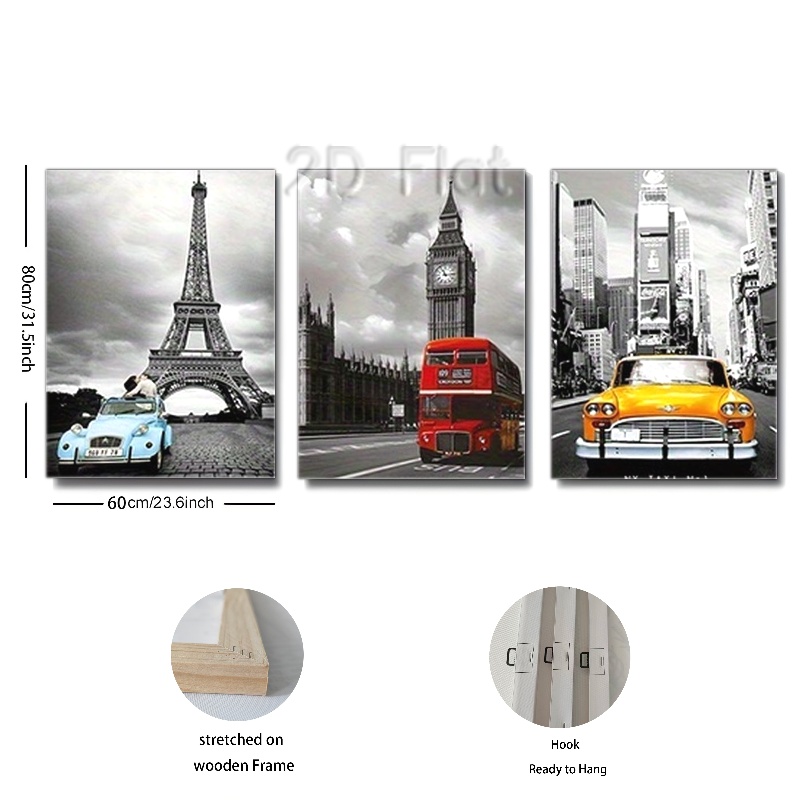 2D Flat
80cm/31.5inch
60cm/23.6inch
stretched on
wooden Frame
Hook
Ready to Hang